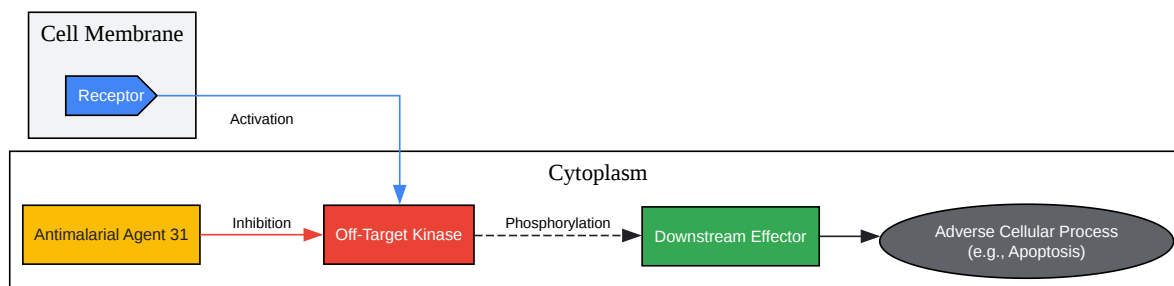 Cell Membrane
Receptor
Activation
Cytoplasm
Antimalarial Agent 31
Inhibition
Off-Target Kinase
Phosphorylation
Downstream Effector
Adverse Cellular Process
(e.g., Apoptosis)